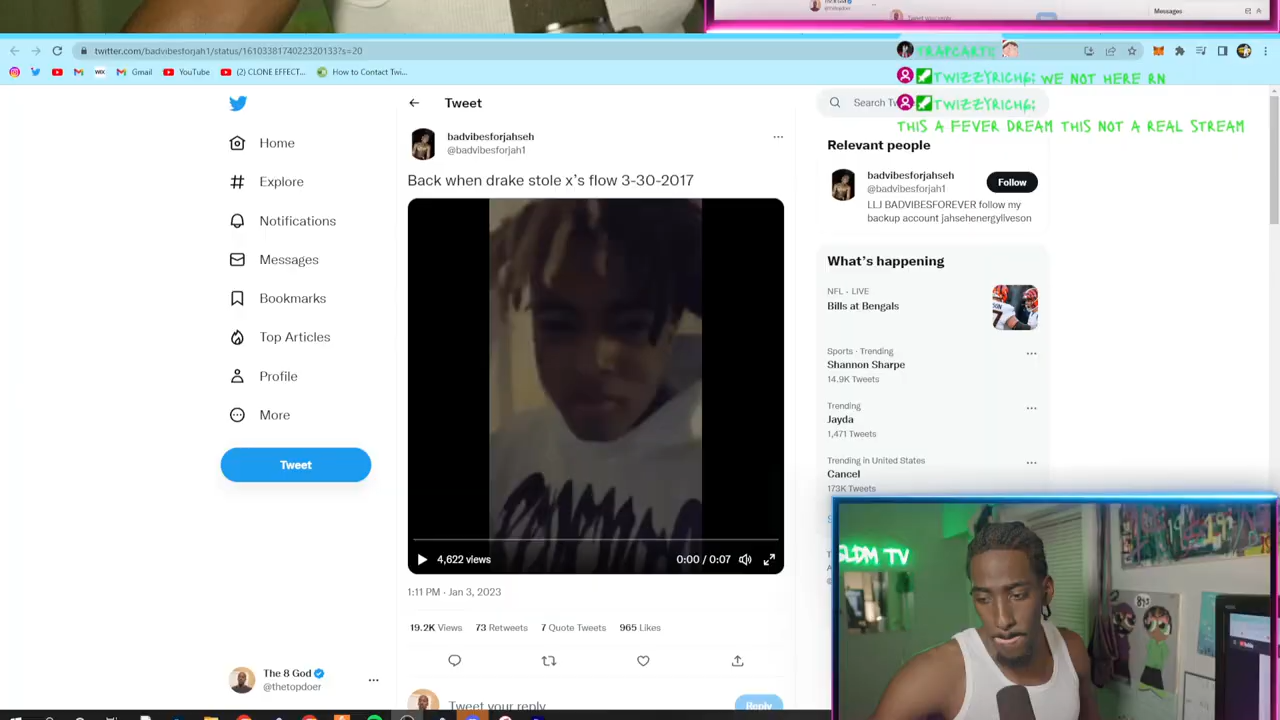 Messages
twitter.com/badvibesforjah1/status/1610338174022320133?s=20
TRAPCART
Gmail
YouTube
(2) CLONE EFFECT...
How to Contact Twi...
TWIZZYRICH6: WE NOT HERE RN
TWIZZYRICH6:
THIS A FEVER DREAM THIS NOT A REAL STREAM
Tweet
Search Tw
Home
Explore
Notifications
Messages
Bookmarks
Top Articles
Profile
More
Tweet
The 8 God
@thetopdoer
badvibesforjahseh
@badvibesforjah1
Back when drake stole x's flow 3-30-2017
4,622 views
0:00 / 0:07
1:11 PM · Jan 3, 2023
19.2K Views 73 Retweets 7 Quote Tweets 965 Likes
Tweet your reply
Reply
Relevant people
badvibesforjahseh
@badvibesforjah1
Follow
LLJ BADVIBESFOREVER follow my
backup account jahsehenergyliveson
What's happening
NFL · LIVE
Bills at Bengals
Sports · Trending
Shannon Sharpe
14.9K Tweets
Trending
Jayda
1,471 Tweets
Trending in United States
Cancel
173K Tweets
GLDM TV